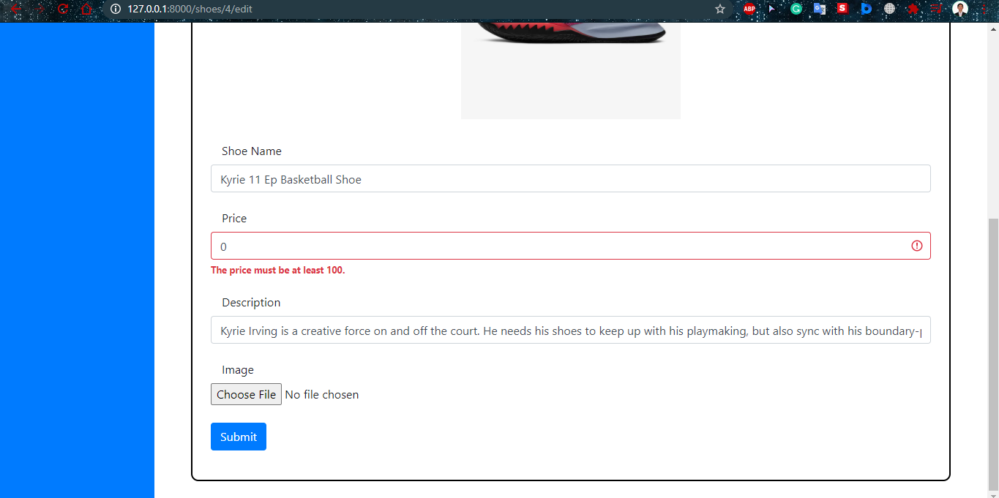 127.0.0.1:8000/shoes/4/edit
ABP
G
S
Shoe Name
Kyrie 11 Ep Basketball Shoe
Price
0
The price must be at least 100.
Description
Kyrie Irving is a creative force on and off the court. He needs his shoes to keep up with his playmaking, but also sync with his boundary-
Image
Choose File No file chosen
Submit